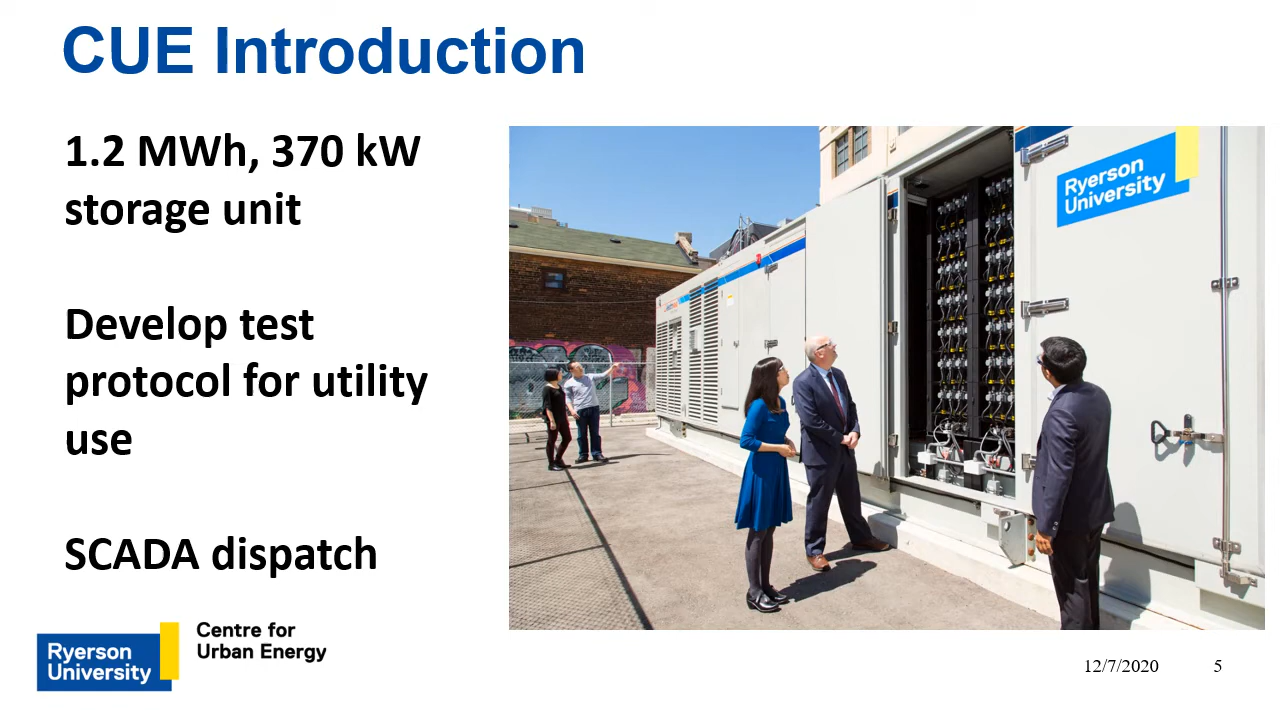 CUE Introduction
1.2 MWh, 370 kW
storage unit
Develop test
protocol for utility
use
SCADA dispatch
Ryerson
University
Ryerson
University
Centre for
Urban Energy
12/7/2020
5